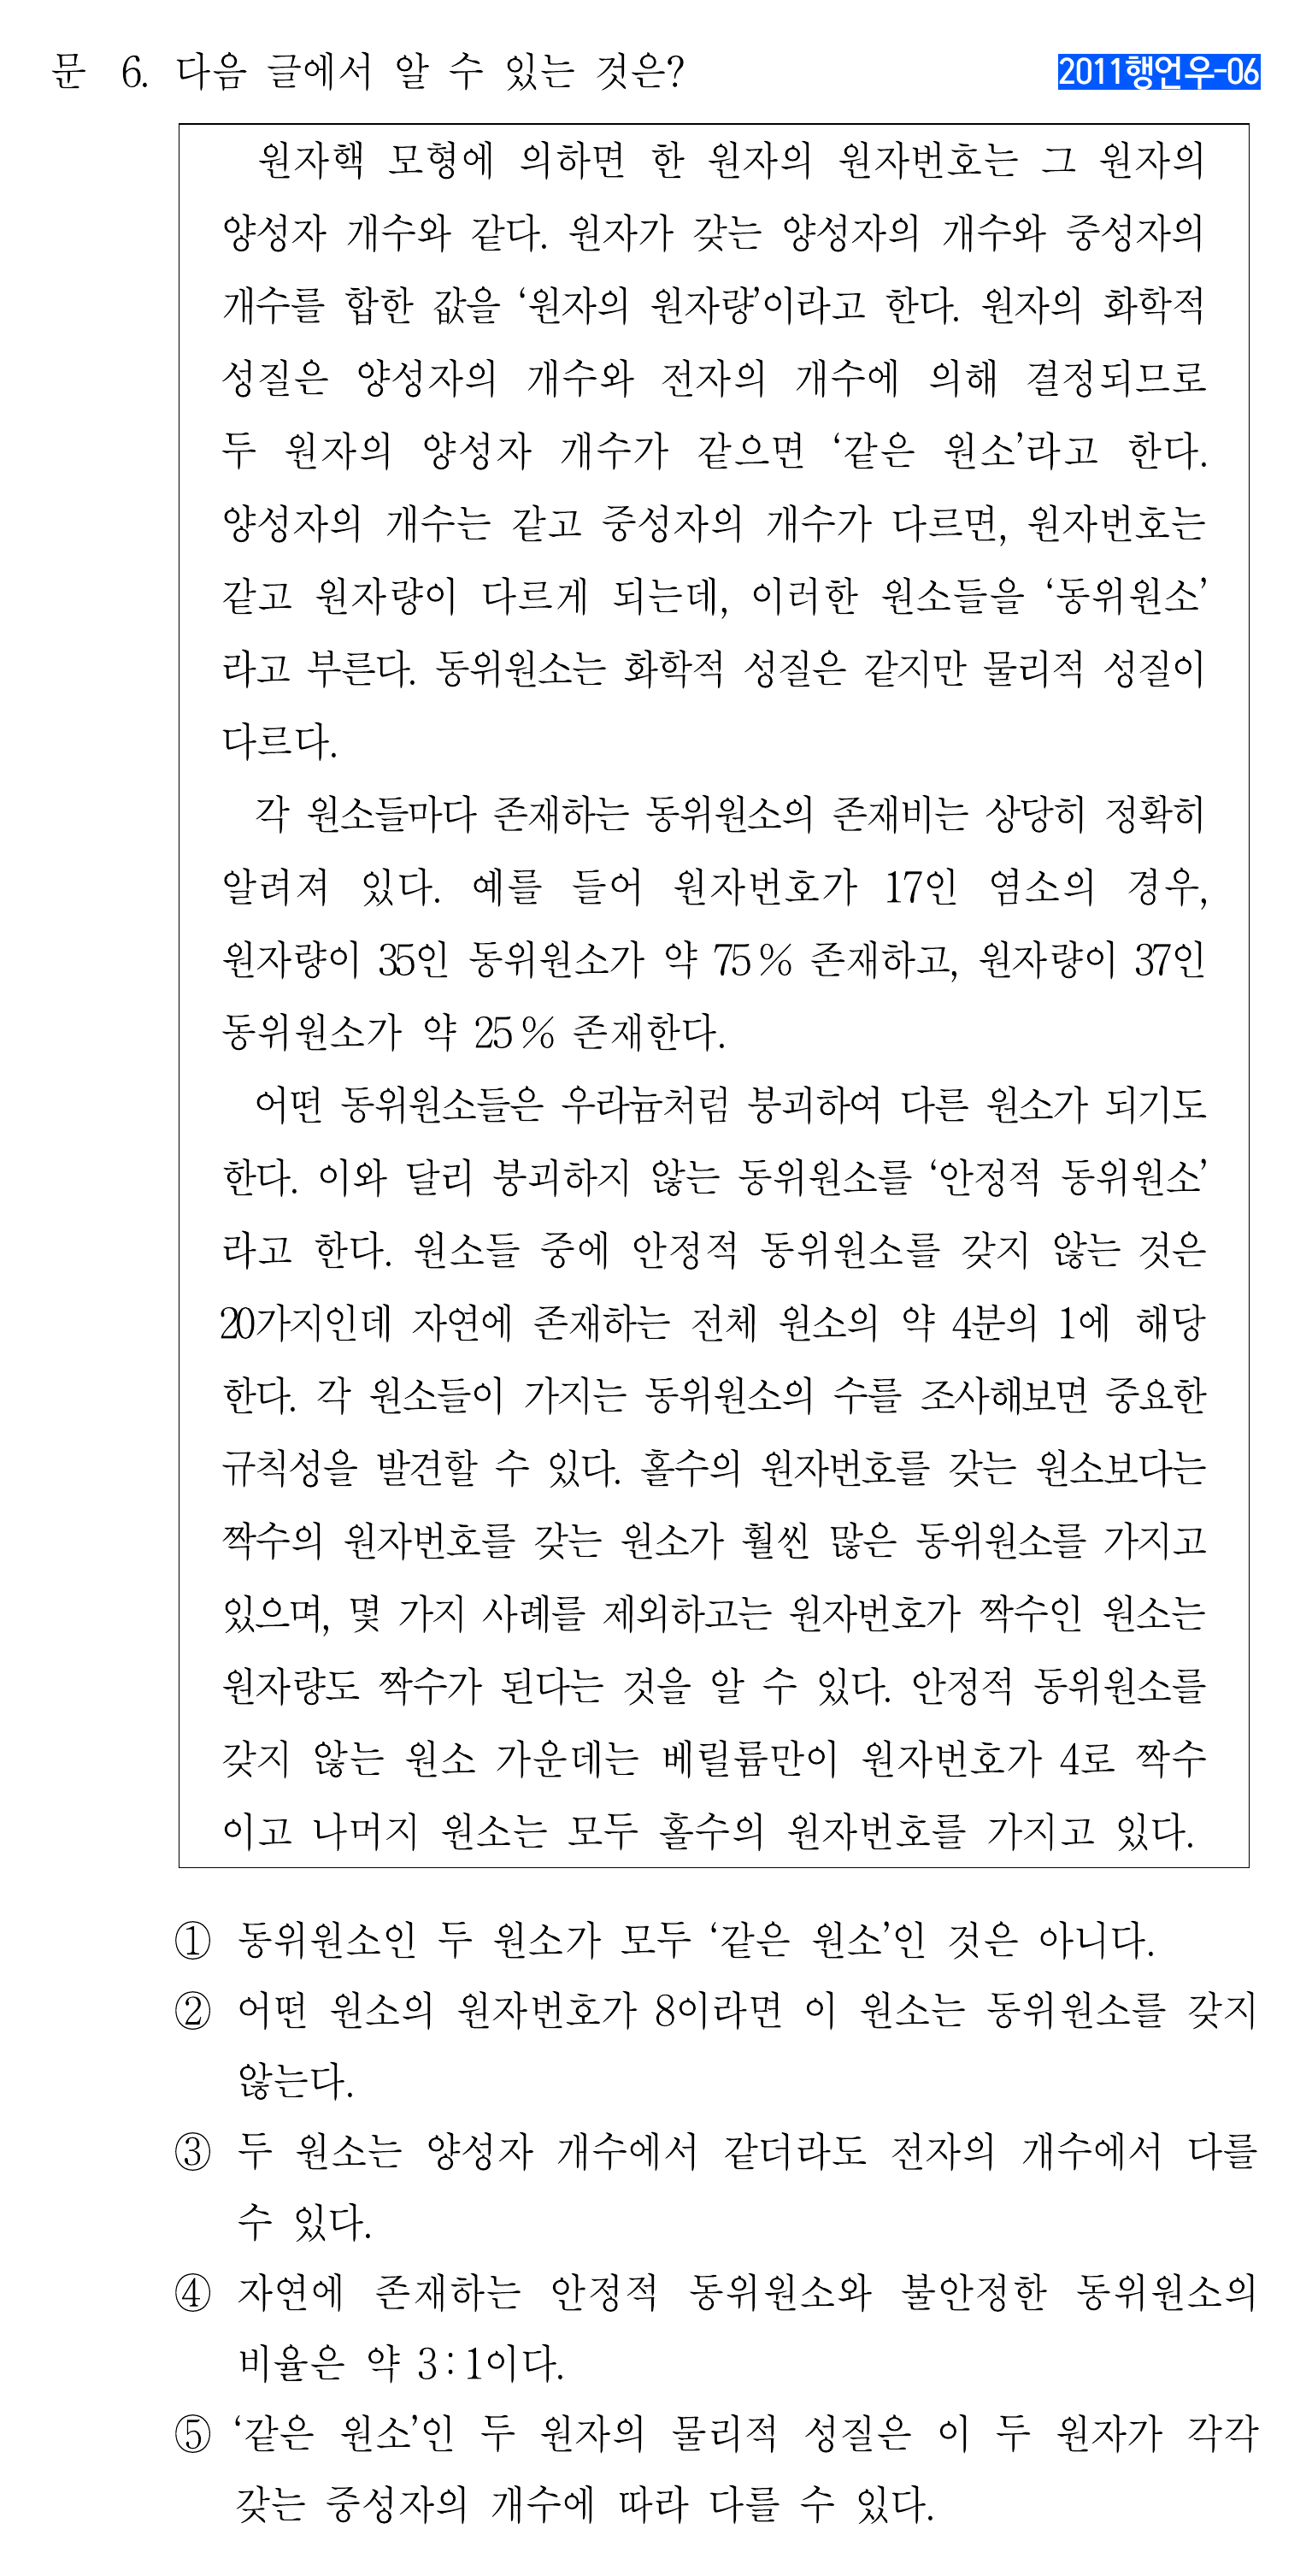 문 6. 다음 글에서 알 수 있는 것은?
2011행언우-06
원자핵 모형에 의하면 한 원자의 원자번호는 그 원자의
양성자 개수와 같다. 원자가 갖는 양성자의 개수와 중성자의
개수를 합한 값을 ‘원자의 원자량’이라고 한다. 원자의 화학적
성질은 양성자의 개수와 전자의 개수에 의해 결정되므로
두 원자의 양성자 개수가 같으면 ‘같은 원소’라고 한다.
양성자의 개수는 같고 중성자의 개수가 다르면, 원자번호는
같고 원자량이 다르게 되는데, 이러한 원소들을 ‘동위원소’
라고 부른다. 동위원소는 화학적 성질은 같지만 물리적 성질이
다르다.
각 원소들마다 존재하는 동위원소의 존재비는 상당히 정확히
알려져 있다. 예를 들어 원자번호가 17인 염소의 경우,
원자량이 35인 동위원소가 약 75% 존재하고, 원자량이 37인
동위원소가 약 25% 존재한다.
어떤 동위원소들은 우라늄처럼 붕괴하여 다른 원소가 되기도
한다. 이와 달리 붕괴하지 않는 동위원소를 ‘안정적 동위원소’
라고 한다. 원소들 중에 안정적 동위원소를 갖지 않는 것은
20가지인데 자연에 존재하는 전체 원소의 약 4분의 1에 해당
한다. 각 원소들이 가지는 동위원소의 수를 조사해보면 중요한
규칙성을 발견할 수 있다. 홀수의 원자번호를 갖는 원소보다는
짝수의 원자번호를 갖는 원소가 훨씬 많은 동위원소를 가지고
있으며, 몇 가지 사례를 제외하고는 원자번호가 짝수인 원소는
원자량도 짝수가 된다는 것을 알 수 있다. 안정적 동위원소를
갖지 않는 원소 가운데는 베릴륨만이 원자번호가 4로 짝수
이고 나머지 원소는 모두 홀수의 원자번호를 가지고 있다.
① 동위원소인 두 원소가 모두 ‘같은 원소’인 것은 아니다.
② 어떤 원소의 원자번호가 8이라면 이 원소는 동위원소를 갖지
않는다.
③ 두 원소는 양성자 개수에서 같더라도 전자의 개수에서 다를
수 있다.
④ 자연에 존재하는 안정적 동위원소와 불안정한 동위원소의
비율은 약 3:1이다.
⑤ ‘같은 원소’인 두 원자의 물리적 성질은 이 두 원자가 각각
갖는 중성자의 개수에 따라 다를 수 있다.